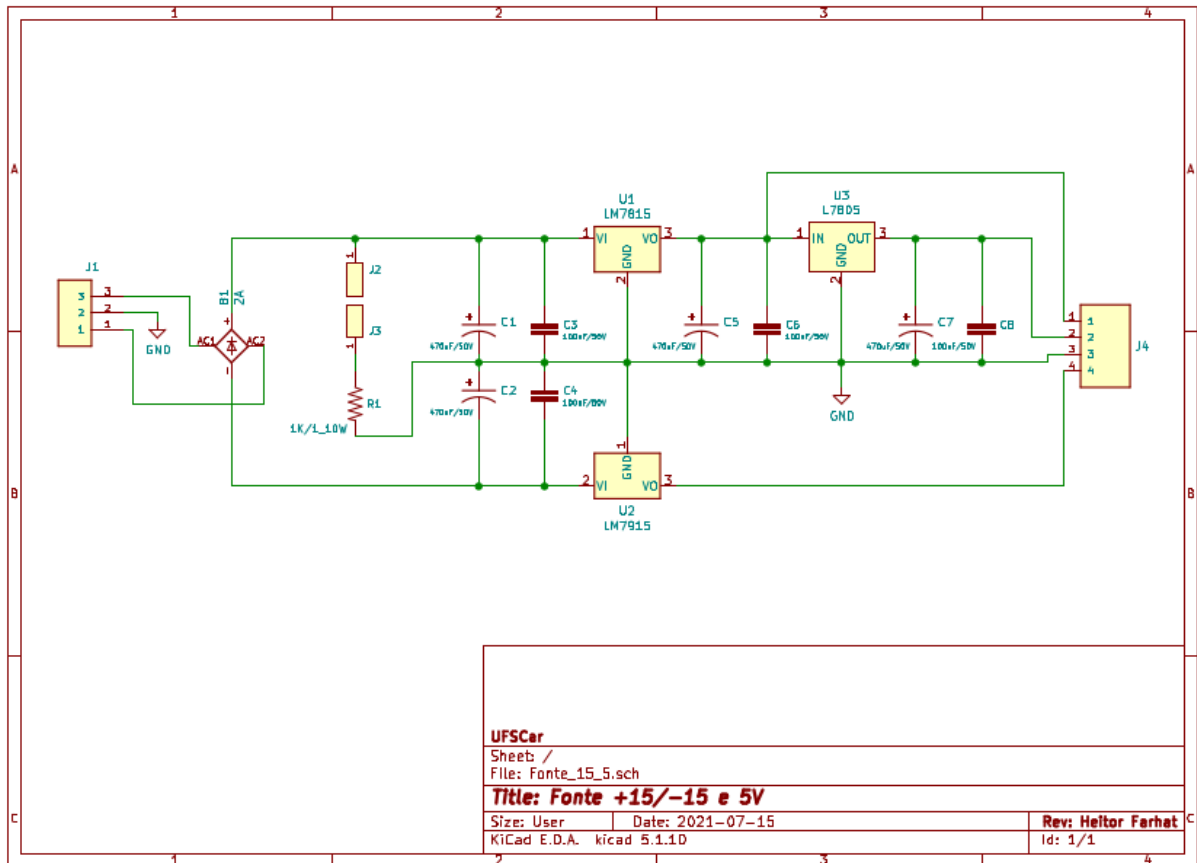 1 2 3 4
A A
B B
C C
1 2 3 4
J1
3 3
2 2
1 1
GND
B1
2A
AC1 AC2
+
-
1 J2
J3
1
R1
1K/1_10W
+ C1
470uF/50V
C3
100nF/50V
+ C2
470uF/50V
C4
U1
LM7815
1 VI VO 3
GND
2
U2
LM7915
1
GND
2 VI VO 3
+ C5
470uF/50V
C6
100nF/50V
U3
L7805
1 IN OUT 3
GND
2
GND
+ C7
470uF/50V
C8
100nF/50V
J4
1 1
2 2
3 3
4 4
UFSCar
Sheet: /
File: Fonte_15_5.sch
Title: Fonte +15/-15 e 5V
Size: User Date: 2021-07-15 Rev: Heitor Farhat
KiCad E.D.A. kicad 5.1.10 Id: 1/1